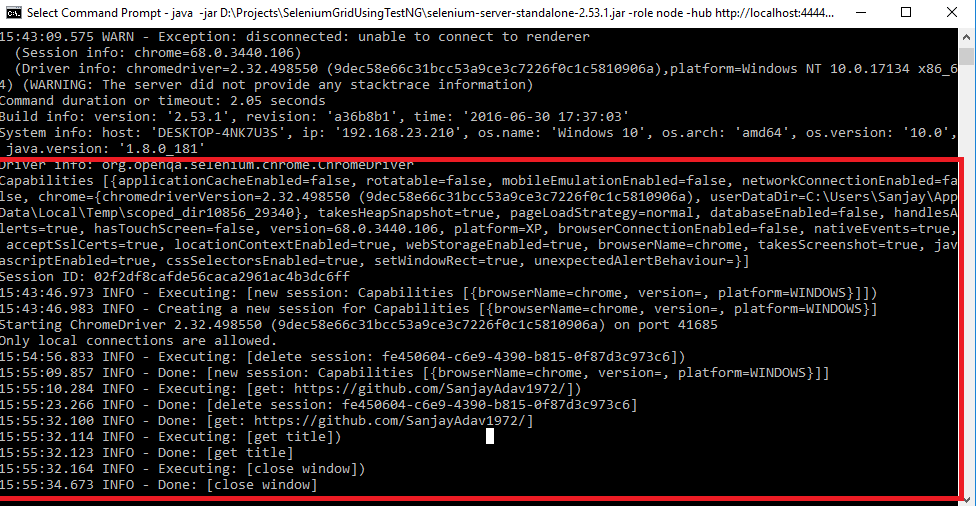 Select Command Prompt - java -jar D:\Projects\SeleniumGridUsingTestNG\selenium-server-standalone-2.53.1.jar -role node -hub http://localhost:4444...
15:43:09.575 WARN - Exception: disconnected: unable to connect to renderer
(Session info: chrome=68.0.3440.106)
(Driver info: chromedriver=2.32.498550 (9dec58e66c31bcc53a9ce3c7226f0c1c5810906a),platform=Windows NT 10.0.17134 x86_6
4) (WARNING: The server did not provide any stacktrace information)
Command duration or timeout: 2.05 seconds
Build info: version: '2.53.1', revision: 'a36b8b1', time: '2016-06-30 17:37:03'
System info: host: 'DESKTOP-4NK7U3S', ip: '192.168.23.210', os.name: 'Windows 10', os.arch: 'amd64', os.version: '10.0',
java.version: '1.8.0_181'
Driver info: org.openqa.selenium.chrome.ChromeDriver
Capabilities [{applicationCacheEnabled=false, rotatable=false, mobileEmulationEnabled=false, networkConnectionEnabled=fa
lse, chrome={chromedriverVersion=2.32.498550 (9dec58e66c31bcc53a9ce3c7226f0c1c5810906a), userDataDir=C:\Users\Sanjay\App
Data\Local\Temp\scoped_dir10856_29340}, takesHeapSnapshot=true, pageLoadStrategy=normal, databaseEnabled=false, handlesA
lerts=true, hasTouchScreen=false, version=68.0.3440.106, platform=XP, browserConnectionEnabled=false, nativeEvents=true,
acceptSslCerts=true, locationContextEnabled=true, webStorageEnabled=true, browserName=chrome, takesScreenshot=true, jav
ascriptEnabled=true, cssSelectorsEnabled=true, setWindowRect=true, unexpectedAlertBehaviour=}]
Session ID: 02f2df8cafde56caca2961ac4b3dc6ff
15:43:46.973 INFO - Executing: [new session: Capabilities [{browserName=chrome, version=, platform=WINDOWS}]])
15:43:46.983 INFO - Creating a new session for Capabilities [{browserName=chrome, version=, platform=WINDOWS}]
Starting ChromeDriver 2.32.498550 (9dec58e66c31bcc53a9ce3c7226f0c1c5810906a) on port 41685
Only local connections are allowed.
15:54:56.833 INFO - Executing: [delete session: fe450604-c6e9-4390-b815-0f87d3c973c6])
15:55:09.857 INFO - Done: [new session: Capabilities [{browserName=chrome, version=, platform=WINDOWS}]]
15:55:10.284 INFO - Executing: [get: https://github.com/SanjayAdav1972/])
15:55:23.266 INFO - Done: [delete session: fe450604-c6e9-4390-b815-0f87d3c973c6]
15:55:32.100 INFO - Done: [get: https://github.com/SanjayAdav1972/]
15:55:32.114 INFO - Executing: [get title])
15:55:32.123 INFO - Done: [get title]
15:55:32.164 INFO - Executing: [close window])
15:55:34.673 INFO - Done: [close window]